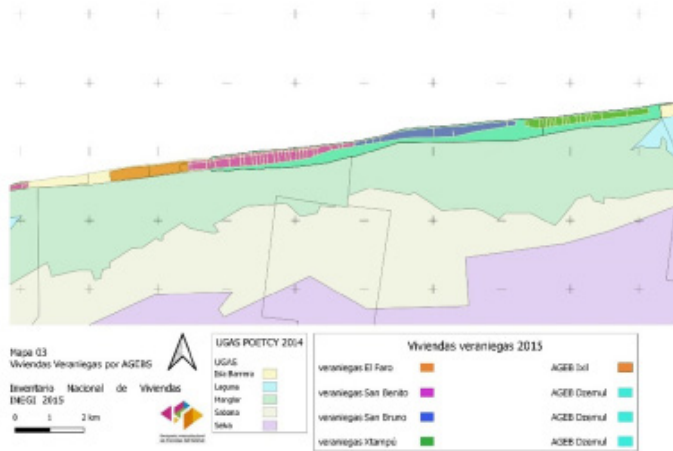 Mapa 03
Viviendas Veraniegas por AGEBS
Inventario Nacional de Viviendas
INEGI 2015
0 1 2 km
UGAS POETCY 2014
UGAS
Isla Barrera
Laguna
Manglar
Sabana
Selva
Viviendas veraniegas 2015
veraniegas El Faro
AGEB Ixil
veraniegas San Benito
AGEB Dzemul
veraniegas San Bruno
AGEB Dzemul
veraniegas Xtampú
AGEB Dzemul